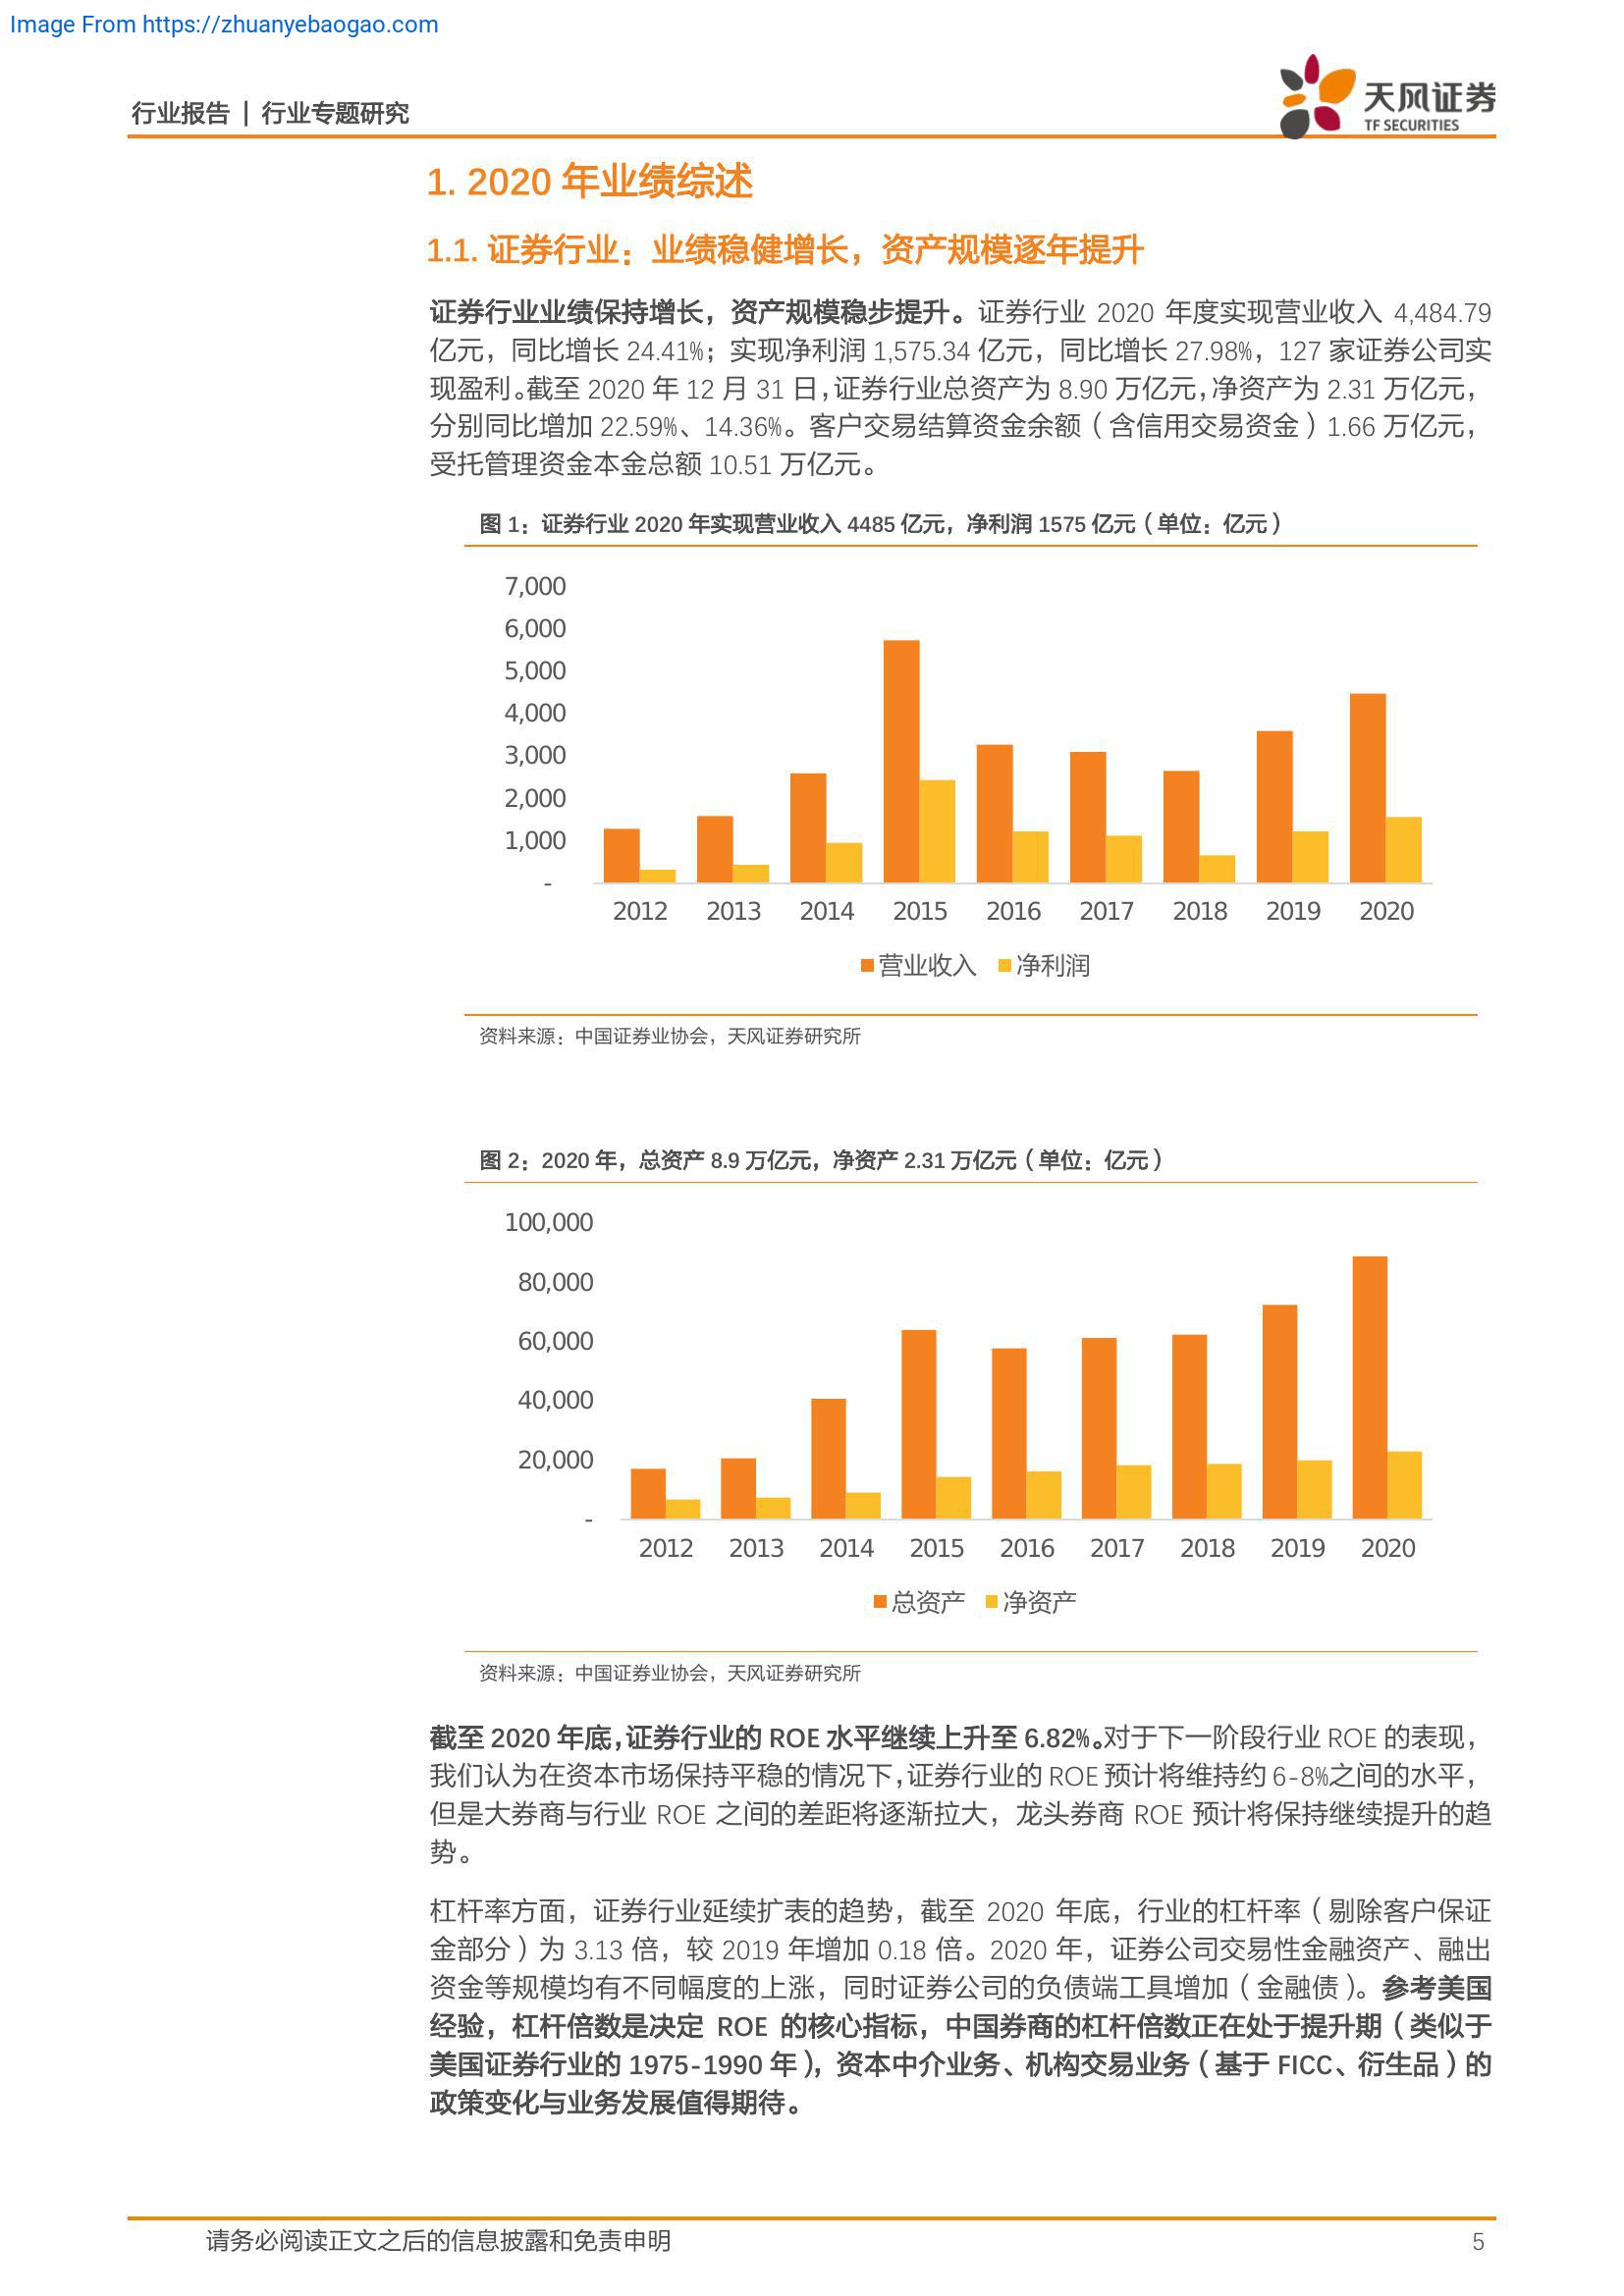 Image From https://zhuanyebaogao.com
行业报告 | 行业专题研究
天风证券
TF SECURITIES
1. 2020 年业绩综述
1.1. 证券行业：业绩稳健增长，资产规模逐年提升
证券行业业绩保持增长，资产规模稳步提升。证券行业 2020 年度实现营业收入 4,484.79
亿元，同比增长 24.41%；实现净利润 1,575.34 亿元，同比增长 27.98%，127 家证券公司实
现盈利。截至 2020 年 12 月 31 日，证券行业总资产为 8.90 万亿元，净资产为 2.31 万亿元，
分别同比增加 22.59%、14.36%。客户交易结算资金余额（含信用交易资金）1.66 万亿元，
受托管理资金本金总额 10.51 万亿元。
图 1：证券行业 2020 年实现营业收入 4485 亿元，净利润 1575 亿元（单位：亿元）
7,000
6,000
5,000
4,000
3,000
2,000
1,000
-
2012 2013 2014 2015 2016 2017 2018 2019 2020
营业收入 净利润
资料来源：中国证券业协会，天风证券研究所
图 2：2020 年，总资产 8.9 万亿元，净资产 2.31 万亿元（单位：亿元）
100,000
80,000
60,000
40,000
20,000
-
2012 2013 2014 2015 2016 2017 2018 2019 2020
总资产 净资产
资料来源：中国证券业协会，天风证券研究所
截至 2020 年底，证券行业的 ROE 水平继续上升至 6.82%。对于下一阶段行业 ROE 的表现，
我们认为在资本市场保持平稳的情况下，证券行业的 ROE 预计将维持约 6-8%之间的水平，
但是大券商与行业 ROE 之间的差距将逐渐拉大，龙头券商 ROE 预计将保持继续提升的趋
势。
杠杆率方面，证券行业延续扩表的趋势，截至 2020 年底，行业的杠杆率（剔除客户保证
金部分）为 3.13 倍，较 2019 年增加 0.18 倍。2020 年，证券公司交易性金融资产、融出
资金等规模均有不同幅度的上涨，同时证券公司的负债端工具增加（金融债）。参考美国
经验，杠杆倍数是决定 ROE 的核心指标，中国券商的杠杆倍数正在处于提升期（类似于
美国证券行业的 1975-1990 年），资本中介业务、机构交易业务（基于 FICC、衍生品）的
政策变化与业务发展值得期待。
请务必阅读正文之后的信息披露和免责申明
5